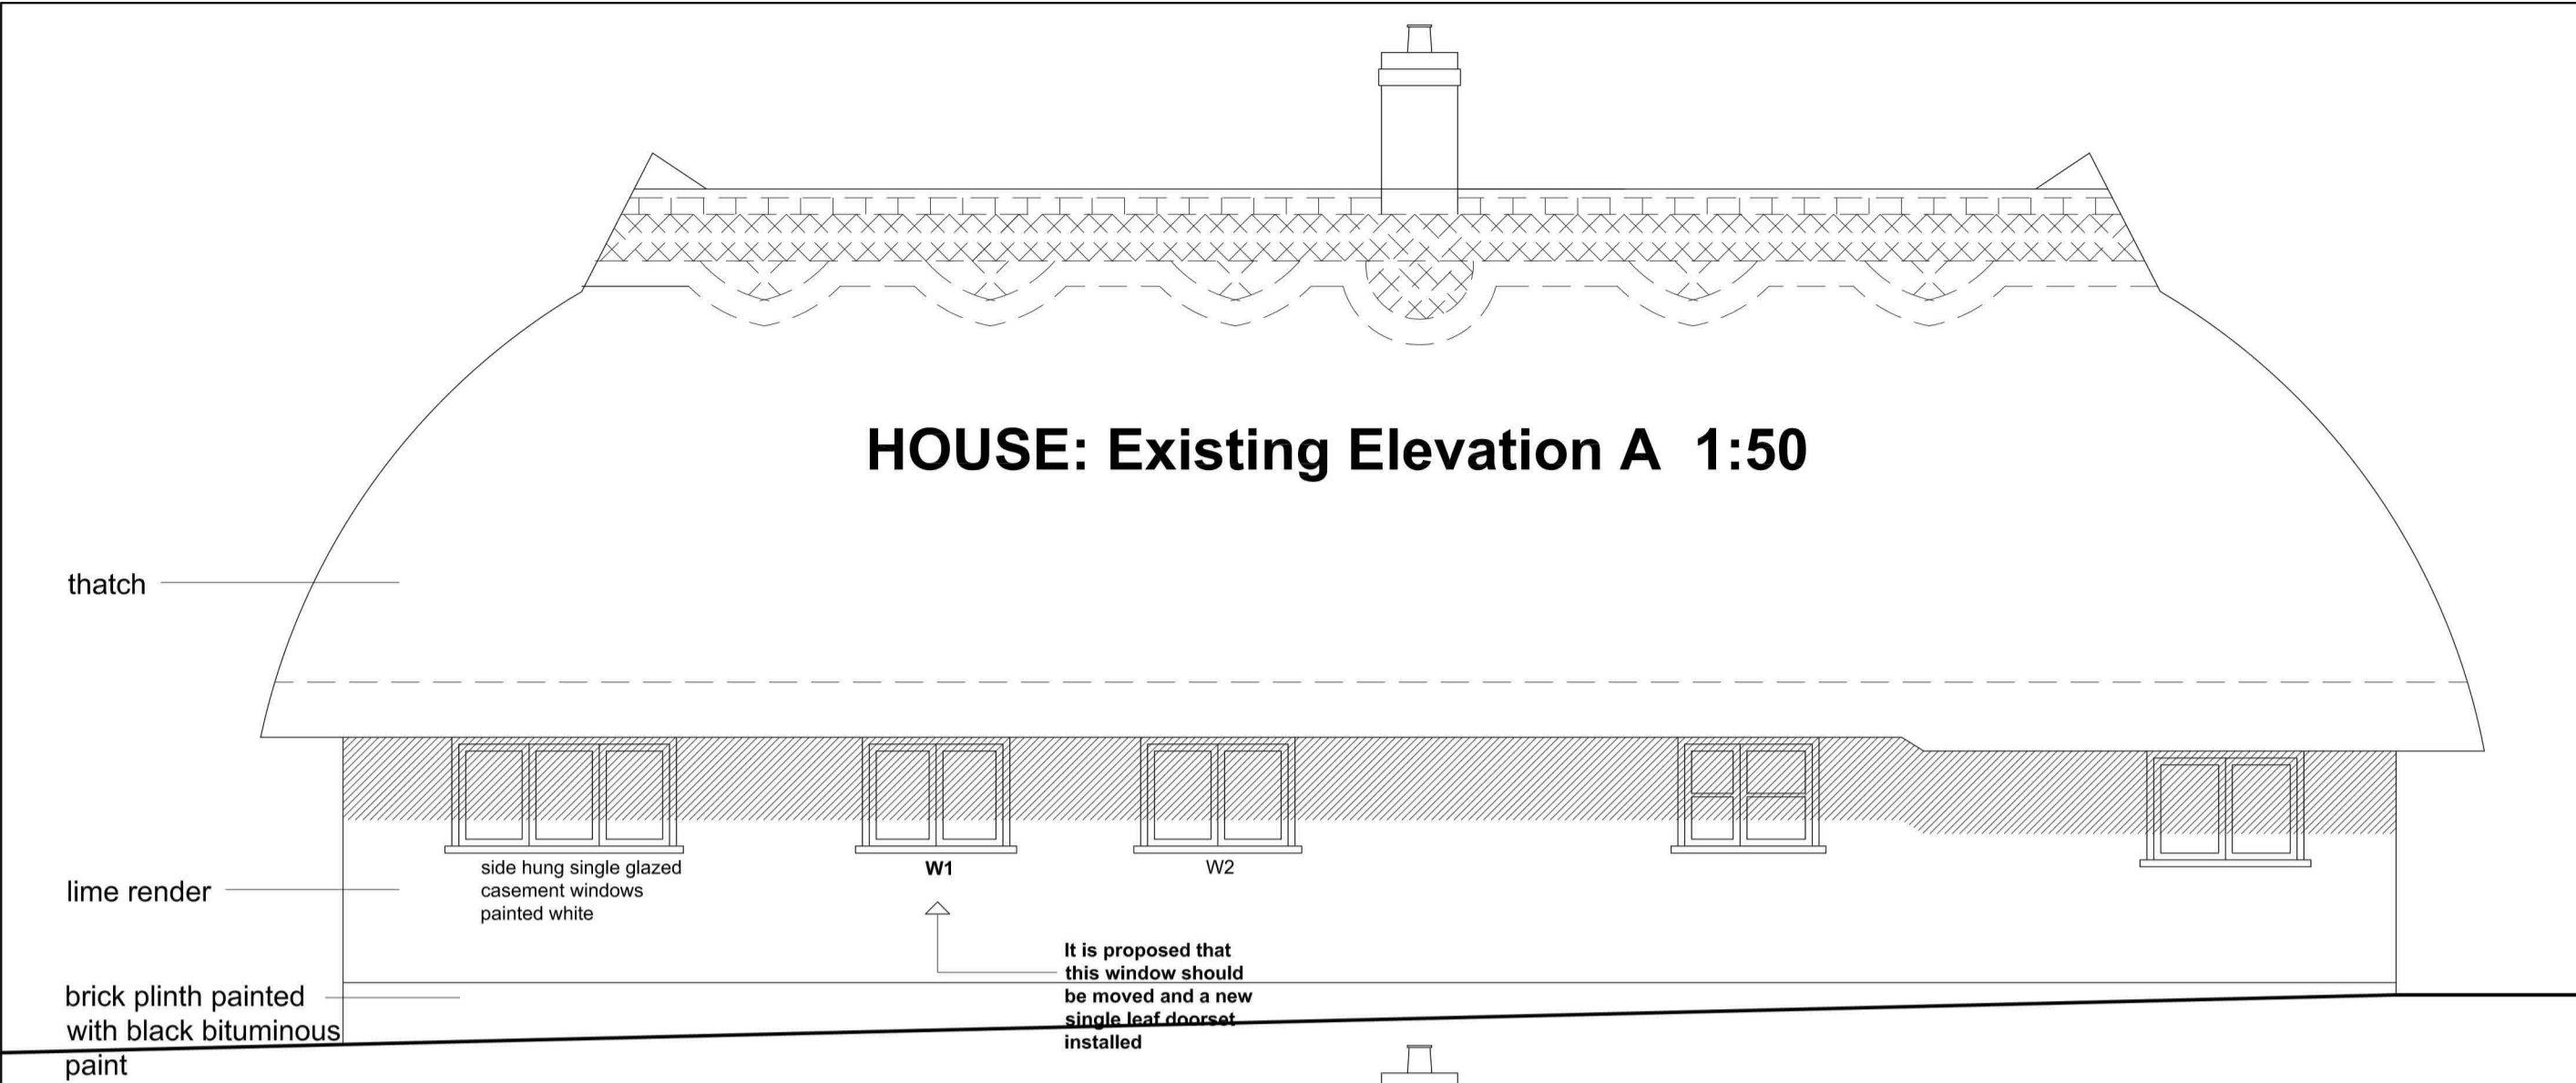 HOUSE: Existing Elevation A 1:50
thatch
side hung single glazed
casement windows
painted white
W1
W2
lime render
It is proposed that
this window should
be moved and a new
single leaf doorset
installed
brick plinth painted
with black bituminous
paint